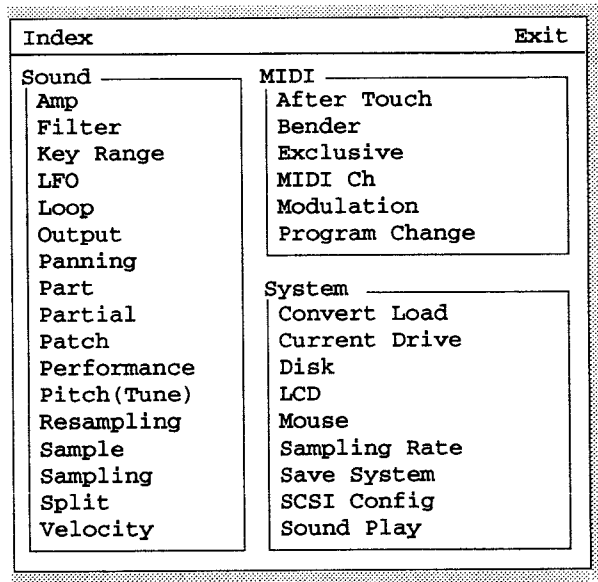 Index Exit
Sound
Amp
Filter
Key Range
LFO
Loop
Output
Panning
Part
Partial
Patch
Performance
Pitch(Tune)
Resampling
Sample
Sampling
Split
Velocity
MIDI
After Touch
Bender
Exclusive
MIDI Ch
Modulation
Program Change
System
Convert Load
Current Drive
Disk
LCD
Mouse
Sampling Rate
Save System
SCSI Config
Sound Play